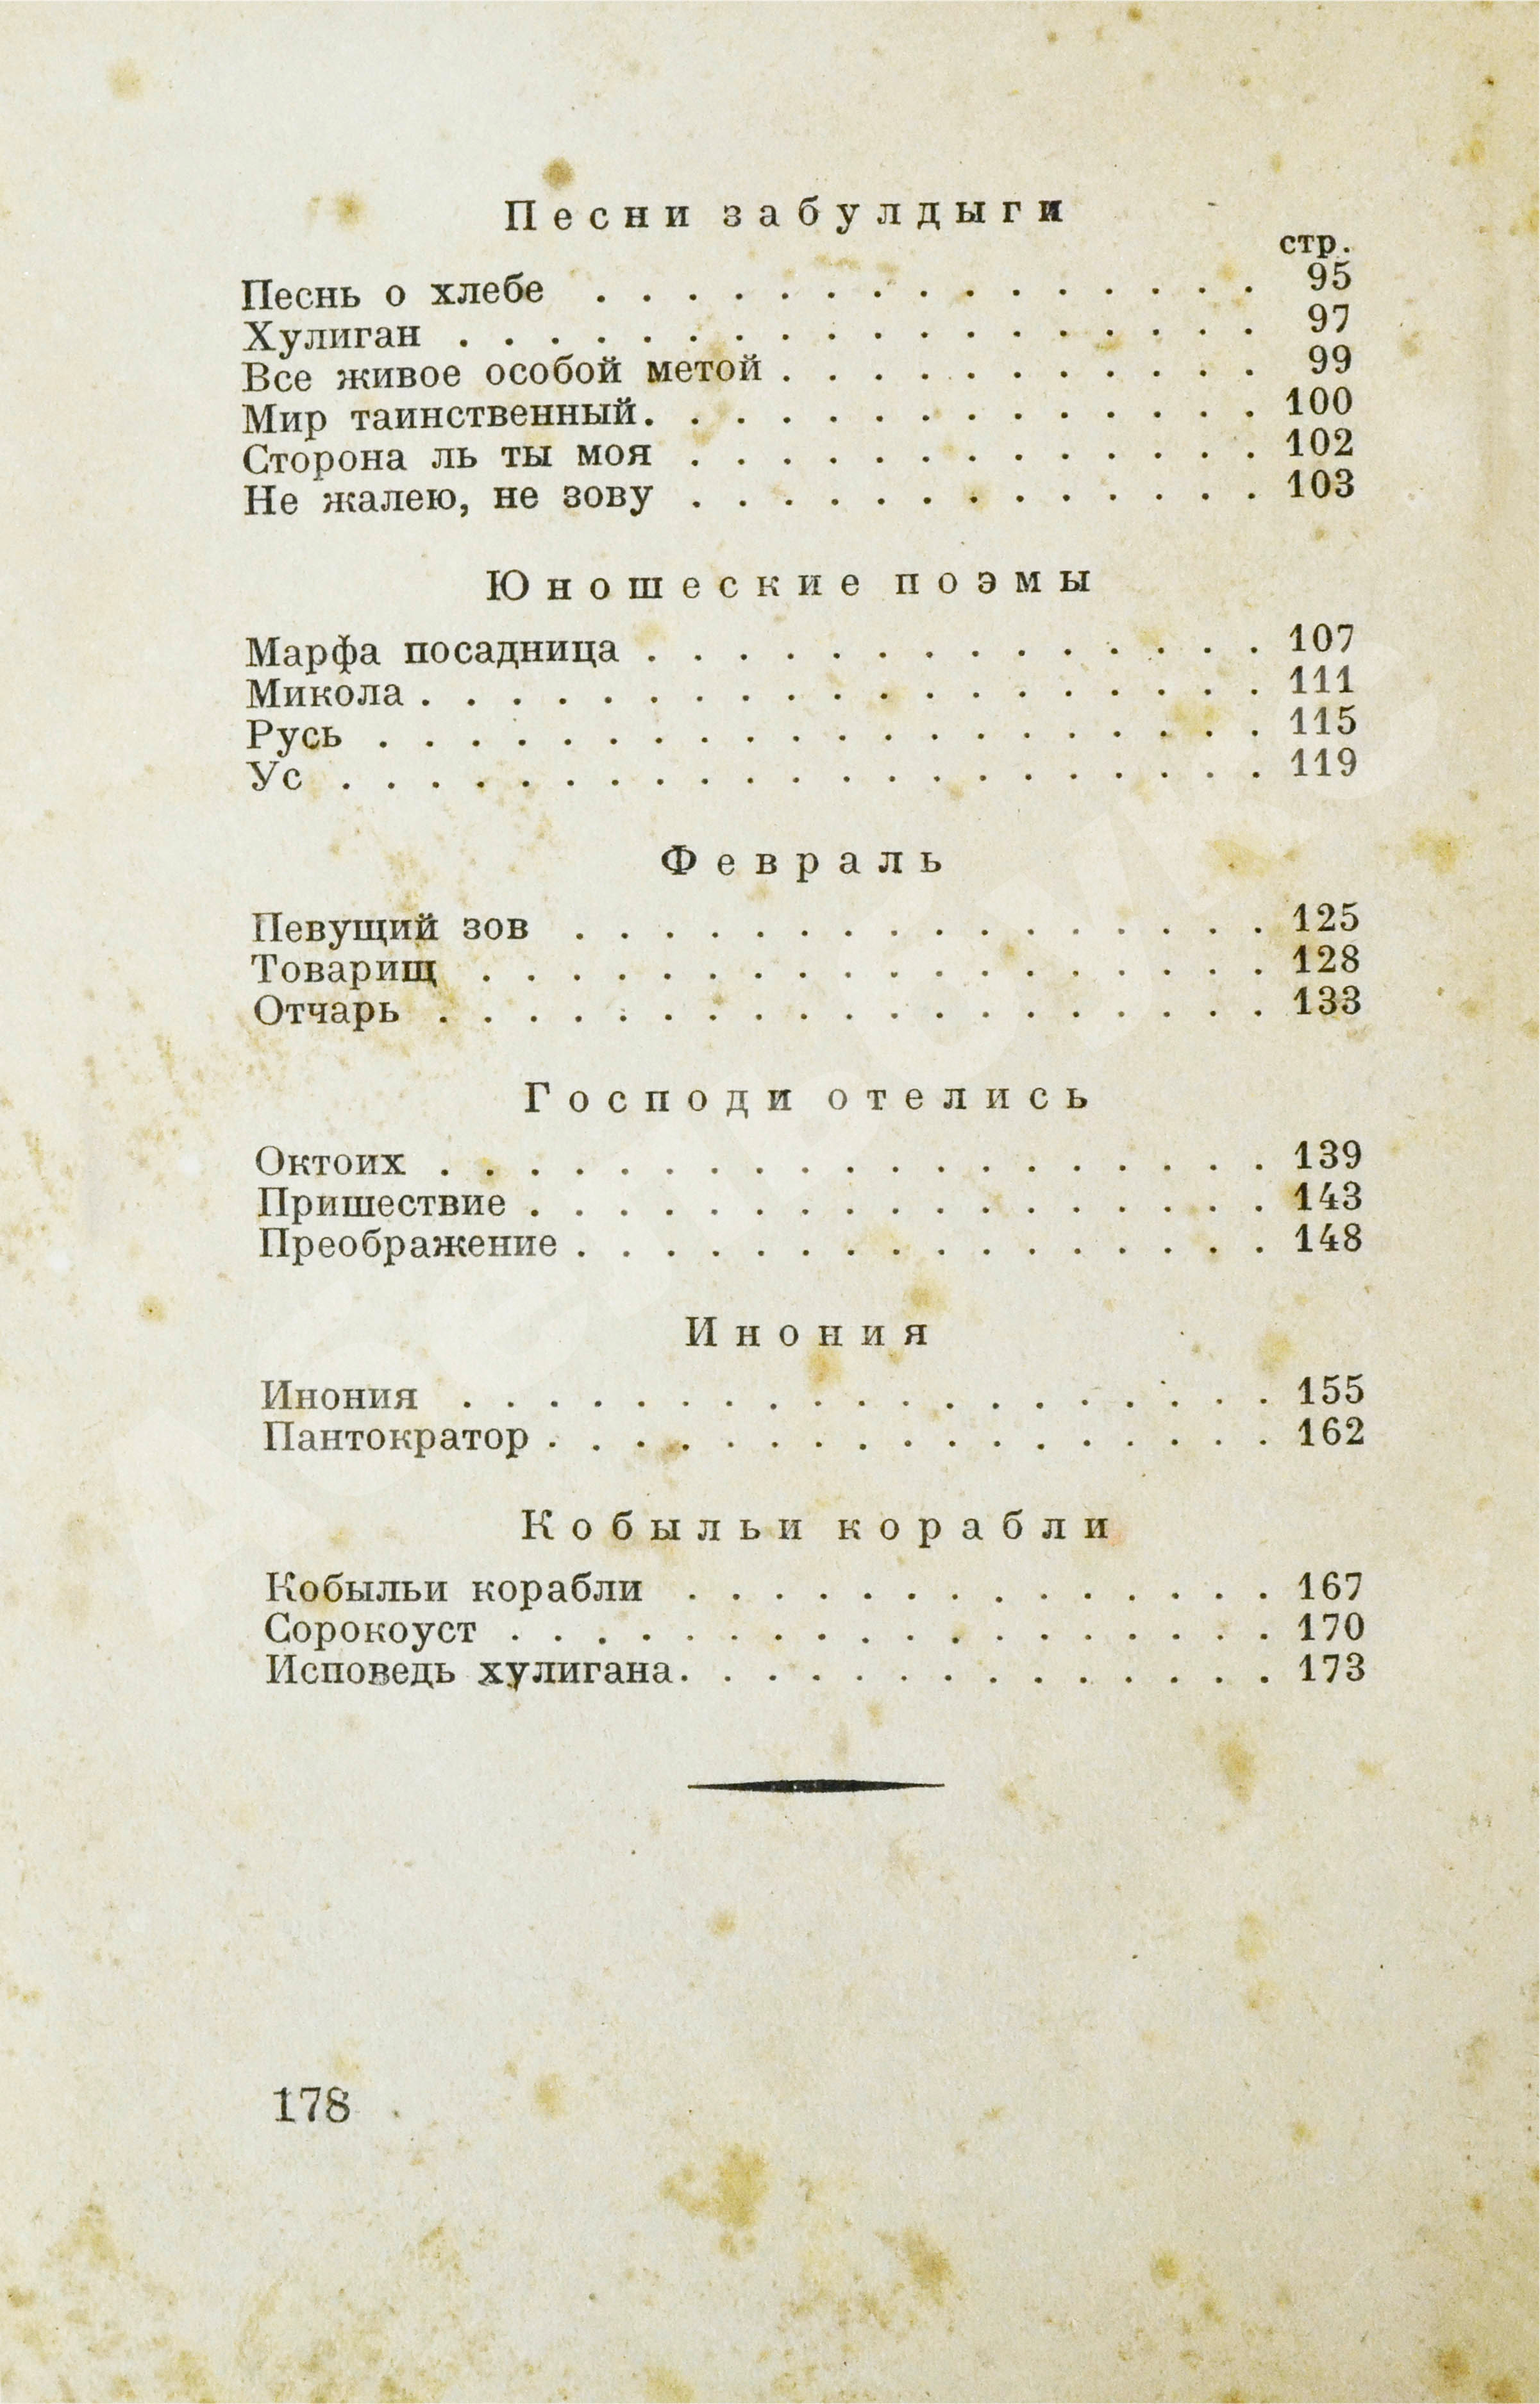 Песни забулдыги
стр.
Песнь о хлебе . . . . . . . . . . . . . . . 95
Хулиган . . . . . . . . . . . . . . . . . . 97
Все живое особой метой . . . . . . . . . . . 99
Мир таинственный. . . . . . . . . . . . . . 100
Сторона ль ты моя . . . . . . . . . . . . . 102
Не жалею, не зову . . . . . . . . . . . . . 103
Юношеские поэмы
Марфа посадница . . . . . . . . . . . . . . 107
Микола . . . . . . . . . . . . . . . . . . . 111
Русь . . . . . . . . . . . . . . . . . . . . 115
Ус . . . . . . . . . . . . . . . . . . . . . 119
Февраль
Певущий зов . . . . . . . . . . . . . . . . 125
Товарищ . . . . . . . . . . . . . . . . . . 128
Отчарь . . . . . . . . . . . . . . . . . . . 133
Господи отелись
Октоих . . . . . . . . . . . . . . . . . . . 139
Пришествие . . . . . . . . . . . . . . . . . 143
Преображение . . . . . . . . . . . . . . . . 148
Инония
Инония . . . . . . . . . . . . . . . . . . . 155
Пантократор . . . . . . . . . . . . . . . . . 162
Кобыльи корабли
Кобыльи корабли . . . . . . . . . . . . . . 167
Сорокоуст . . . . . . . . . . . . . . . . . . 170
Исповедь хулигана. . . . . . . . . . . . . . 173
178